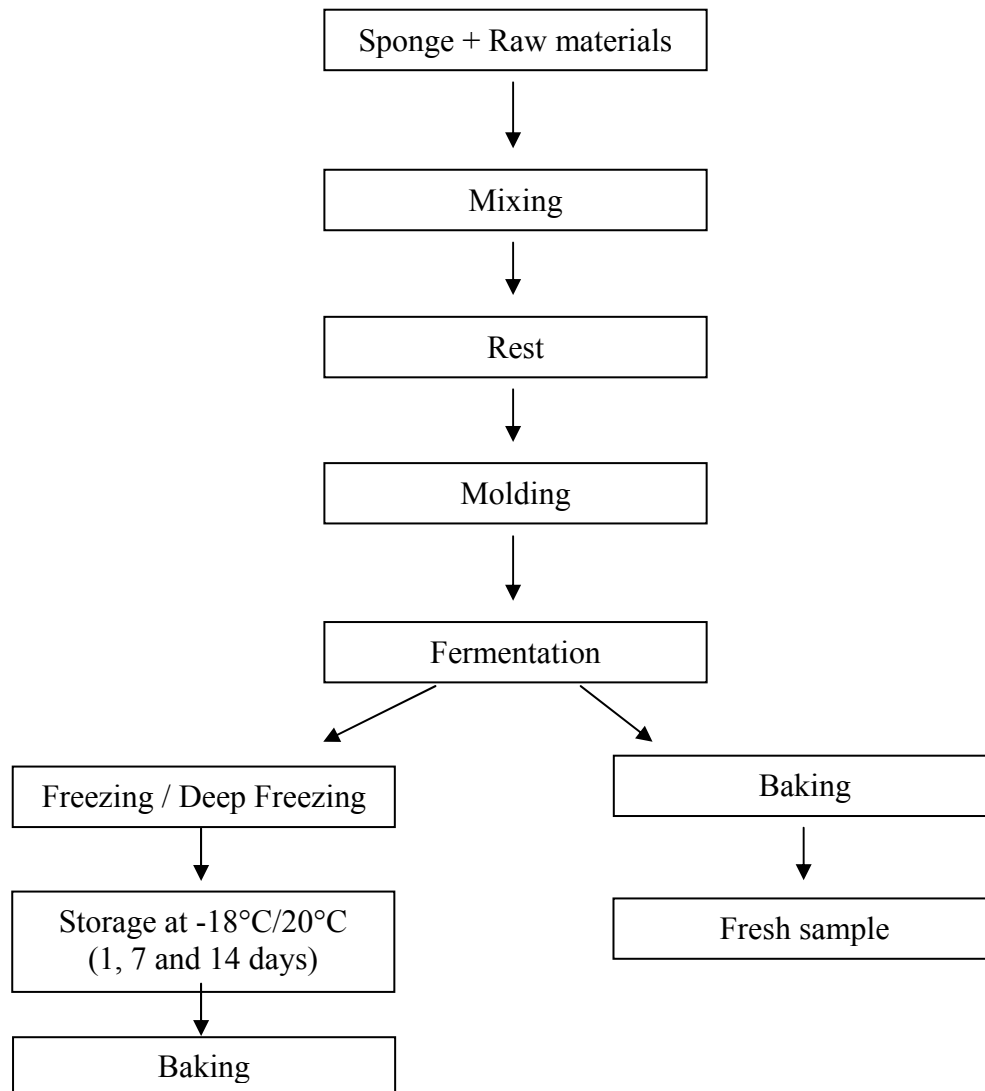 Sponge + Raw materials
Mixing
Rest
Molding
Fermentation
Freezing / Deep Freezing
Storage at -18°C/20°C
(1, 7 and 14 days)
Baking
Baking
Fresh sample